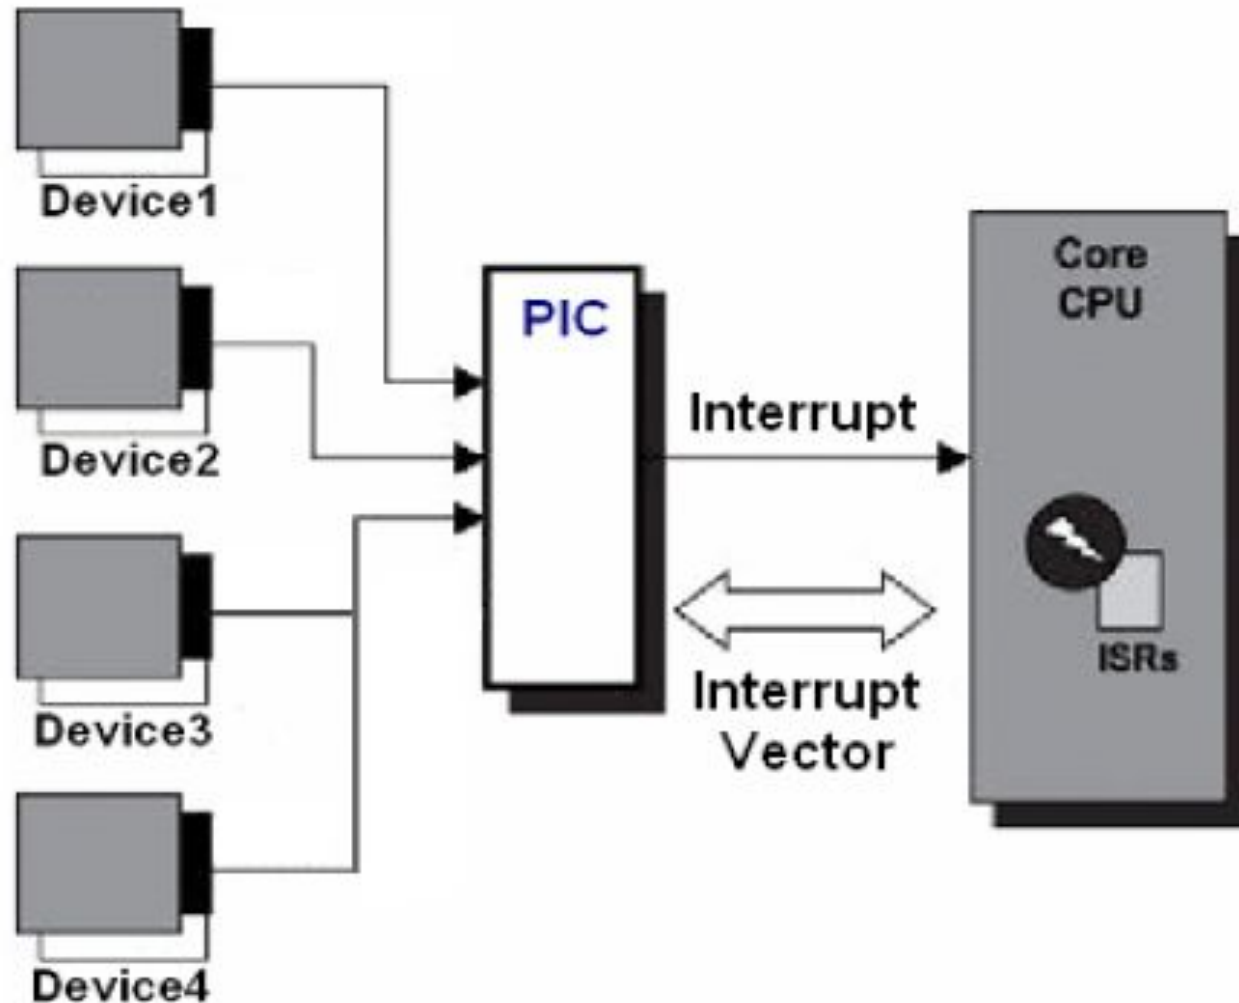 Device1
Device2
Device3
Device4
PIC
Interrupt
Interrupt
Vector
Core
CPU
ISRs